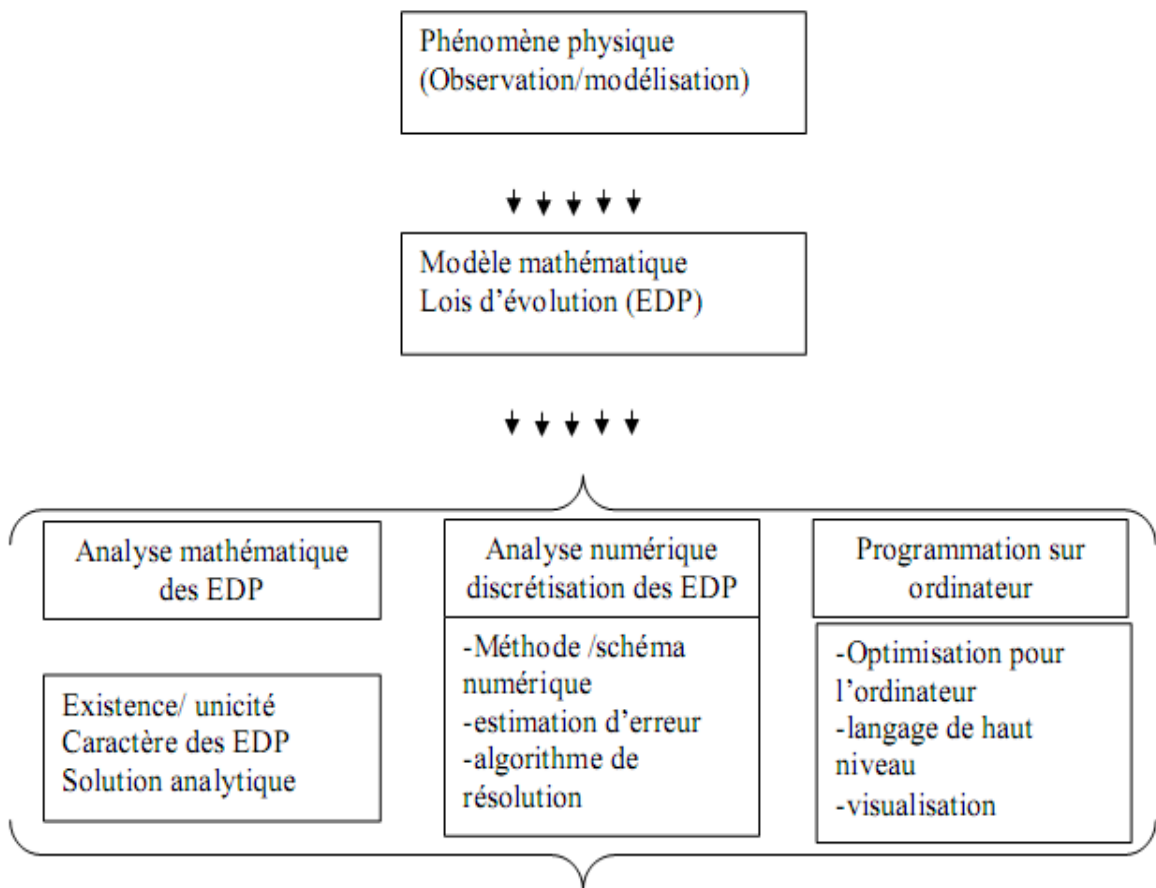 Phénomène physique
(Observation/modélisation)
Modèle mathématique
Lois d'évolution (EDP)
Analyse mathématique
des EDP
Existence/ unicité
Caractère des EDP
Solution analytique
Analyse numérique
discrétisation des EDP
-Méthode /schéma
numérique
-estimation d'erreur
-algorithme de
résolution
Programmation sur
ordinateur
-Optimisation pour
l'ordinateur
-langage de haut
niveau
-visualisation